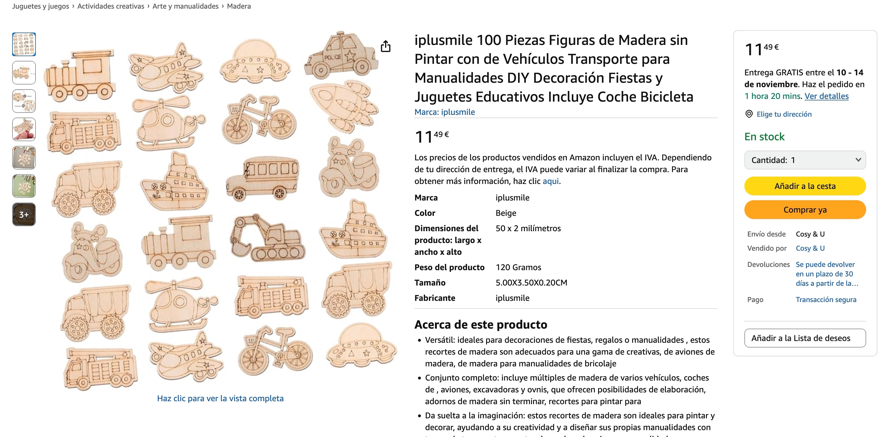 Juguetes y juegos › Actividades creativas › Arte y manualidades › Madera
3+
POLICE
Haz clic para ver la vista completa
iplusmile 100 Piezas Figuras de Madera sin
Pintar con de Vehículos Transporte para
Manualidades DIY Decoración Fiestas y
Juguetes Educativos Incluye Coche Bicicleta
Marca: iplusmile
11,49 €
Los precios de los productos vendidos en Amazon incluyen el IVA. Dependiendo
de tu dirección de entrega, el IVA puede variar al finalizar la compra. Para
obtener más información, haz clic aqui.
Marca iplusmile
Color Beige
Dimensiones del 50 x 2 milímetros
producto: largo x
ancho x alto
Peso del producto 120 Gramos
Tamaño 5.00X3.50X0.20CM
Fabricante iplusmile
Acerca de este producto
• Versátil: ideales para decoraciones de fiestas, regalos o manualidades , estos
recortes de madera son adecuados para una gama de creativas, de aviones de
madera, de madera para manualidades de bricolaje
• Conjunto completo: incluye múltiples de madera de varios vehículos, coches
de , aviones, excavadoras y ovnis, que ofrecen posibilidades de elaboración,
adornos de madera sin terminar, recortes para pintar para
• Da suelta a la imaginación: estos recortes de madera son ideales para pintar y
decorar, ayudando a su creatividad y a diseñar sus propias manualidades con
11,49 €
Entrega GRATIS entre el 10 - 14
de noviembre. Haz el pedido en
1 hora 20 mins. Ver detalles
Elige tu dirección
En stock
Cantidad: 1
Añadir a la cesta
Comprar ya
Envío desde Cosy & U
Vendido por Cosy & U
Devoluciones Se puede devolver
en un plazo de 30
días a partir de la...
Pago Transacción segura
Añadir a la Lista de deseos